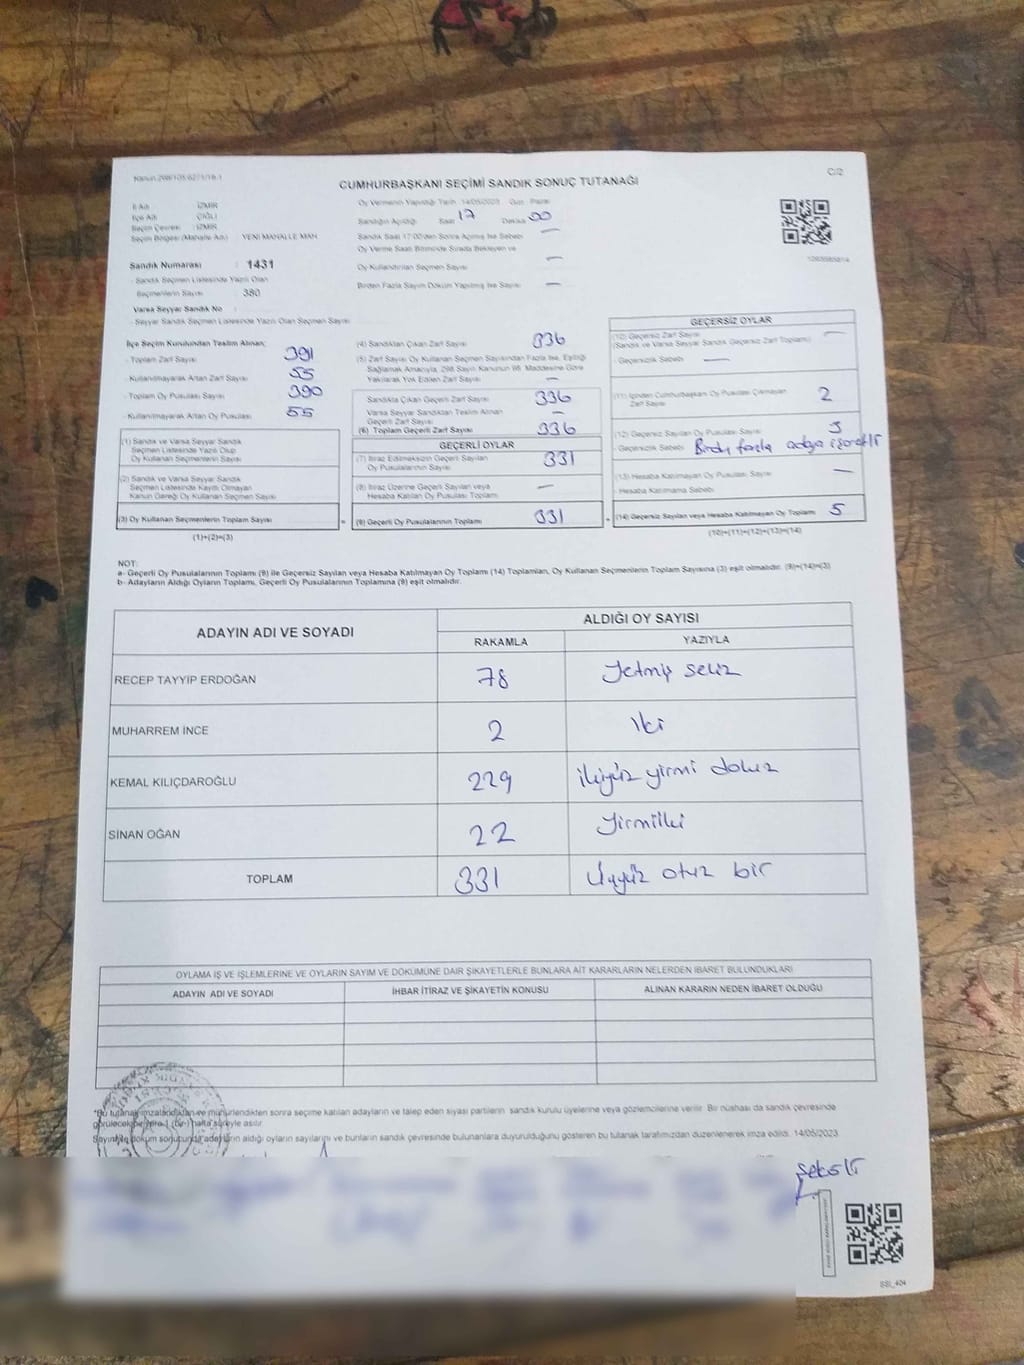 C/2
CUMHURBAŞKANI SEÇİMİ SANDIK SONUÇ TUTANAĞI
İl Adı : İZMİR
İlçe Adı : ÇİĞLİ
Seçim Çevresi : İZMİR
Seçim Bölgesi (Mahalle Adı) : YENİ MAHALLE MAH
Sandık Numarası : 1431
- Sandık Seçmen Listesinde Yazılı Olan
Seçmenlerin Sayısı : 380
Varsa Seyyar Sandık No :
- Seyyar Sandık Seçmen Listesinde Yazılı Olan Seçmen Sayısı
Oy Vermenin Yapıldığı Tarih : 14/05/2023 Gün : Pazar
Sandığın Açıldığı Saat 17 Dakika 00
Sandık Saat 17:00'den Sonra Açılmış İse Sebebi —
Oy Verme Saati Bitiminde Sırada Bekleyen ve
Oy Kullandırılan Seçmen Sayısı —
Birden Fazla Sayım Döküm Yapılmış İse Sayısı —
İlçe Seçim Kurulundan Teslim Alınan;
- Toplam Zarf Sayısı 391
- Kullanılmayarak Artan Zarf Sayısı 55
- Toplam Oy Pusulası Sayısı 390
- Kullanılmayarak Artan Oy Pusulası 55
(1) Sandık ve Varsa Seyyar Sandık
Seçmen Listesinde Yazılı Olup
Oy Kullanan Seçmenlerin Sayısı
(2) Sandık ve Varsa Seyyar Sandık
Seçmen Listesinde Kayıtlı Olmayan
Kanun Gereği Oy Kullanan Seçmen Sayısı
(3) Oy Kullanan Seçmenlerin Toplam Sayısı =
(1)+(2)=(3)
(4) Sandıktan Çıkan Zarf Sayısı 336
(5) Zarf Sayısı Oy Kullanan Seçmen Sayısından Fazla İse, Eşitliği
Sağlamak Amacıyla, 298 Sayılı Kanunun 98. Maddesine Göre
Yakılarak Yok Edilen Zarf Sayısı —
Sandıkta Çıkan Geçerli Zarf Sayısı 336
Varsa Seyyar Sandıktan Teslim Alınan
Geçerli Zarf Sayısı —
(6) Toplam Geçerli Zarf Sayısı 336
GEÇERLİ OYLAR
(7) İtiraz Edilmeksizin Geçerli Sayılan
Oy Pusulalarının Toplamı 331
(8) İtiraz Üzerine Geçerli Sayılan veya
Hesaba Katılan Oy Pusulası Toplamı —
(9) Geçerli Oy Pusulalarının Toplamı 331 +
GEÇERSİZ OYLAR
(10) Geçersiz Zarf Sayısı —
(Sandık ve Varsa Seyyar Sandık Geçersiz Zarf Toplamı)
- Geçersizlik Sebebi —
(11) İçinden Cumhurbaşkanı Oy Pusulası Çıkmayan
Zarf Sayısı 2
(12) Geçersiz Sayılan Oy Pusulası Sayısı 3
- Geçersizlik Sebebi Birden fazla adaya işaretli
(13) Hesaba Katılmayan Oy Pusulası Sayısı —
- Hesaba Katılmama Sebebi
(14) Geçersiz Sayılan veya Hesaba Katılmayan Oy Toplamı 5
(10)+(11)+(12)+(13)=(14)
NOT:
a- Geçerli Oy Pusulalarının Toplamı (9) ile Geçersiz Sayılan veya Hesaba Katılmayan Oy Toplamı (14) Toplamları, Oy Kullanan Seçmenlerin Toplam Sayısına (3) eşit olmalıdır. (9)+(14)=(3)
b- Adayların Aldığı Oyların Toplamı, Geçerli Oy Pusulalarının Toplamına (9) eşit olmalıdır.
ADAYIN ADI VE SOYADI
ALDIĞI OY SAYISI
RAKAMLA YAZIYLA
RECEP TAYYİP ERDOĞAN 78 Yetmiş sekiz
MUHARREM İNCE 2 iki
KEMAL KILIÇDAROĞLU 229 ikiyüz yirmi dokuz
SİNAN OĞAN 22 Yirmiiki
TOPLAM 331 Üçyüz otuz bir
OYLAMA İŞ VE İŞLEMLERİNE VE OYLARIN SAYIM VE DÖKÜMÜNE DAİR ŞİKAYETLERLE BUNLARA AİT KARARLARIN NELERDEN İBARET BULUNDUKLARI
ADAYIN ADI VE SOYADI İHBAR İTİRAZ VE ŞİKAYETİN KONUSU ALINAN KARARIN NEDEN İBARET OLDUĞU
*Bu tutanak imzalandıktan ve mühürlendikten sonra seçime katılan adayların ve talep eden siyasi partilerin sandık kurulu üyelerine veya gözlemcilerine verilir. Bir nüshası da sandık çevresinde
görülecek bir yere 1 (bir) hafta süreyle asılır.
Sayım ve döküm sonucunda adayların aldığı oyların sayılarını ve bunların sandık çevresinde bulunanlara duyurulduğunu gösteren bu tutanak tarafımızdan düzenlenerek imza edildi. 14/05/2023
SSI_404